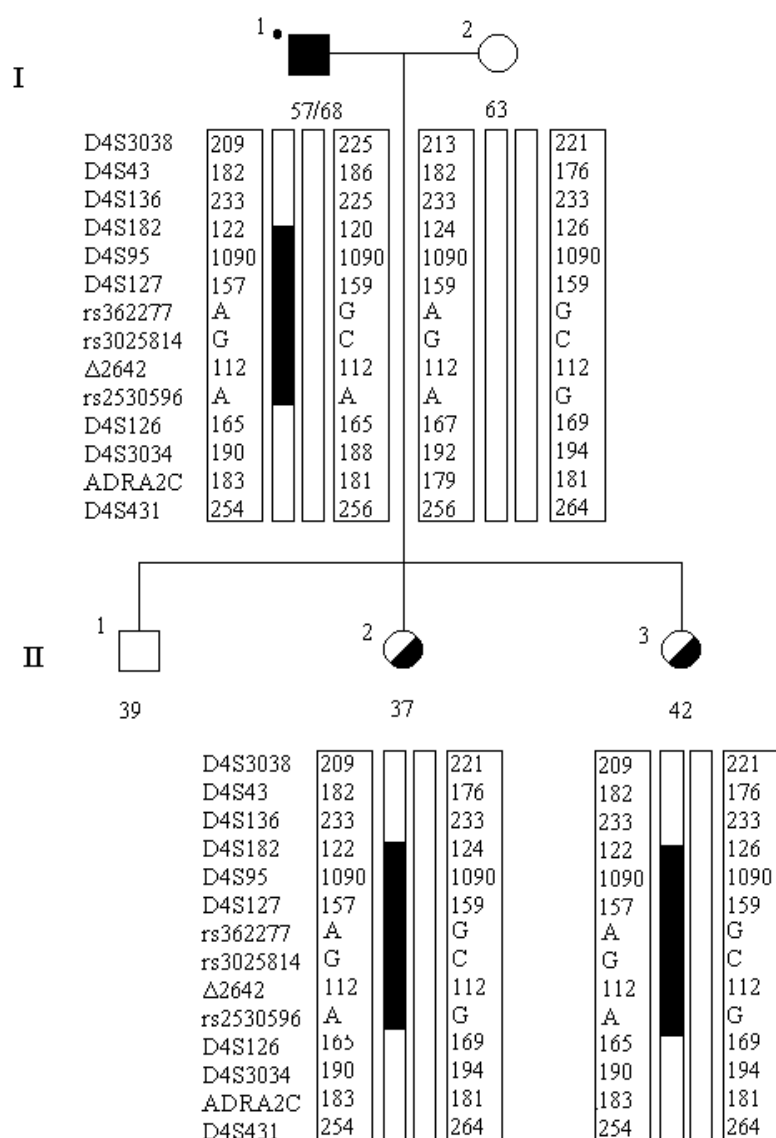 1 2
I
57/68 63
D4S3038 209 225 213 221
D4S43 182 186 182 176
D4S136 233 225 233 233
D4S182 122 120 124 126
D4S95 1090 1090 1090 1090
D4S127 157 159 159 159
rs362277 A G A G
rs3025814 G C G C
Δ2642 112 112 112 112
rs2530596 A A A G
D4S126 165 165 167 169
D4S3034 190 188 192 194
ADRA2C 183 181 179 181
D4S431 254 256 256 264
1 2 3
II
39 37 42
D4S3038 209 221 209 221
D4S43 182 176 182 176
D4S136 233 233 233 233
D4S182 122 124 122 126
D4S95 1090 1090 1090 1090
D4S127 157 159 157 159
rs362277 A G A G
rs3025814 G C G C
Δ2642 112 112 112 112
rs2530596 A G A G
D4S126 165 169 165 169
D4S3034 190 194 190 194
ADRA2C 183 181 183 181
D4S431 254 264 254 264